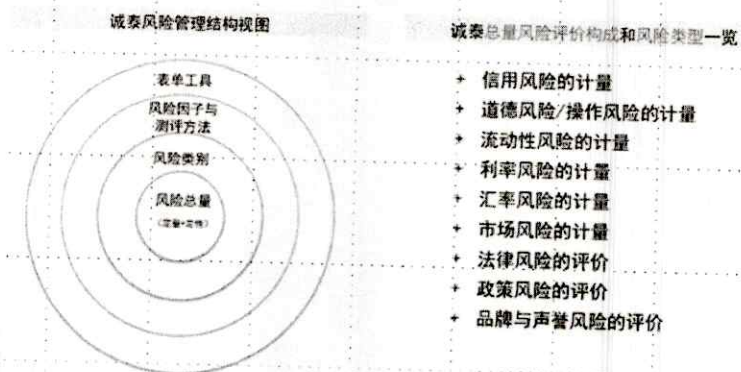 诚泰风险管理结构视图
表单工具
风险因子与
测评方法
风险类别
风险总量
(定量+定性)
诚泰总量风险评价构成和风险类型一览
+ 信用风险的计量
+ 道德风险/操作风险的计量
+ 流动性风险的计量
+ 利率风险的计量
+ 汇率风险的计量
+ 市场风险的计量
+ 法律风险的评价
+ 政策风险的评价
+ 品牌与声誉风险的评价